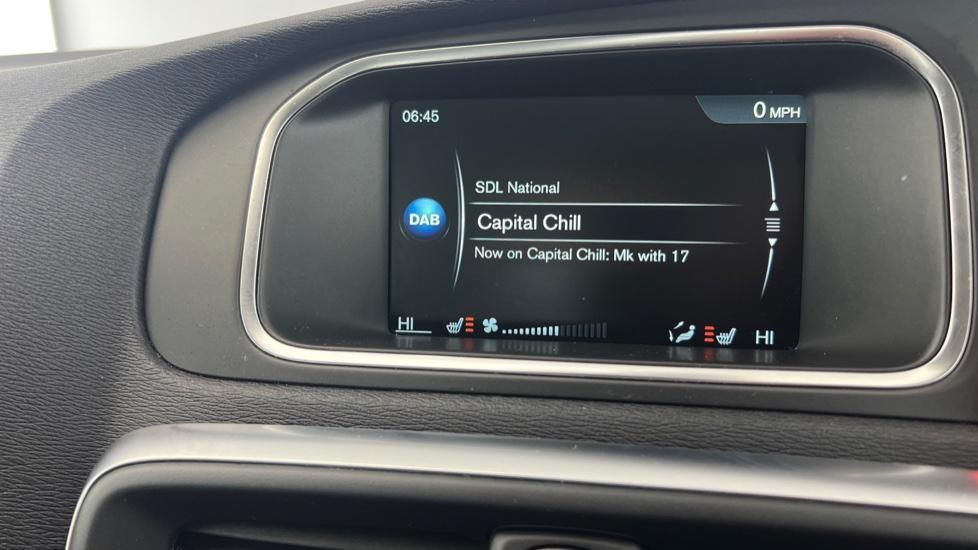 06:45
0 MPH
SDL National
DAB
Capital Chill
Now on Capital Chill: Mk with 17
HI
HI